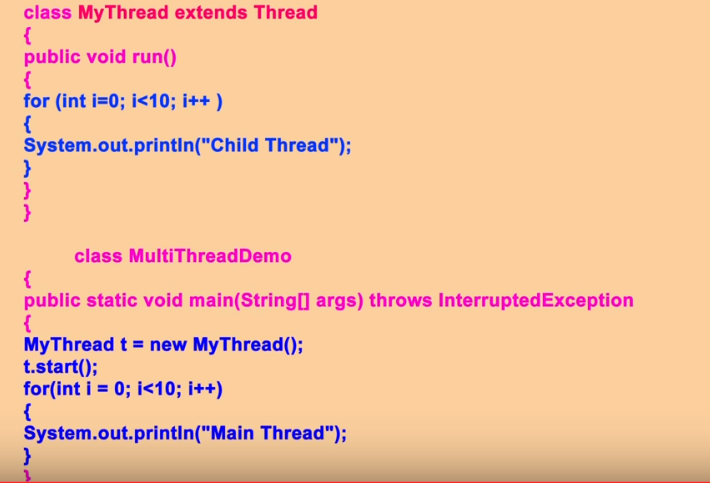 class MyThread extends Thread
{
public void run()
{
for (int i=0; i<10; i++ )
{
System.out.println("Child Thread");
}
}
}
class MultiThreadDemo
{
public static void main(String[] args) throws InterruptedException
{
MyThread t = new MyThread();
t.start();
for(int i = 0; i<10; i++)
{
System.out.println("Main Thread");
}
}